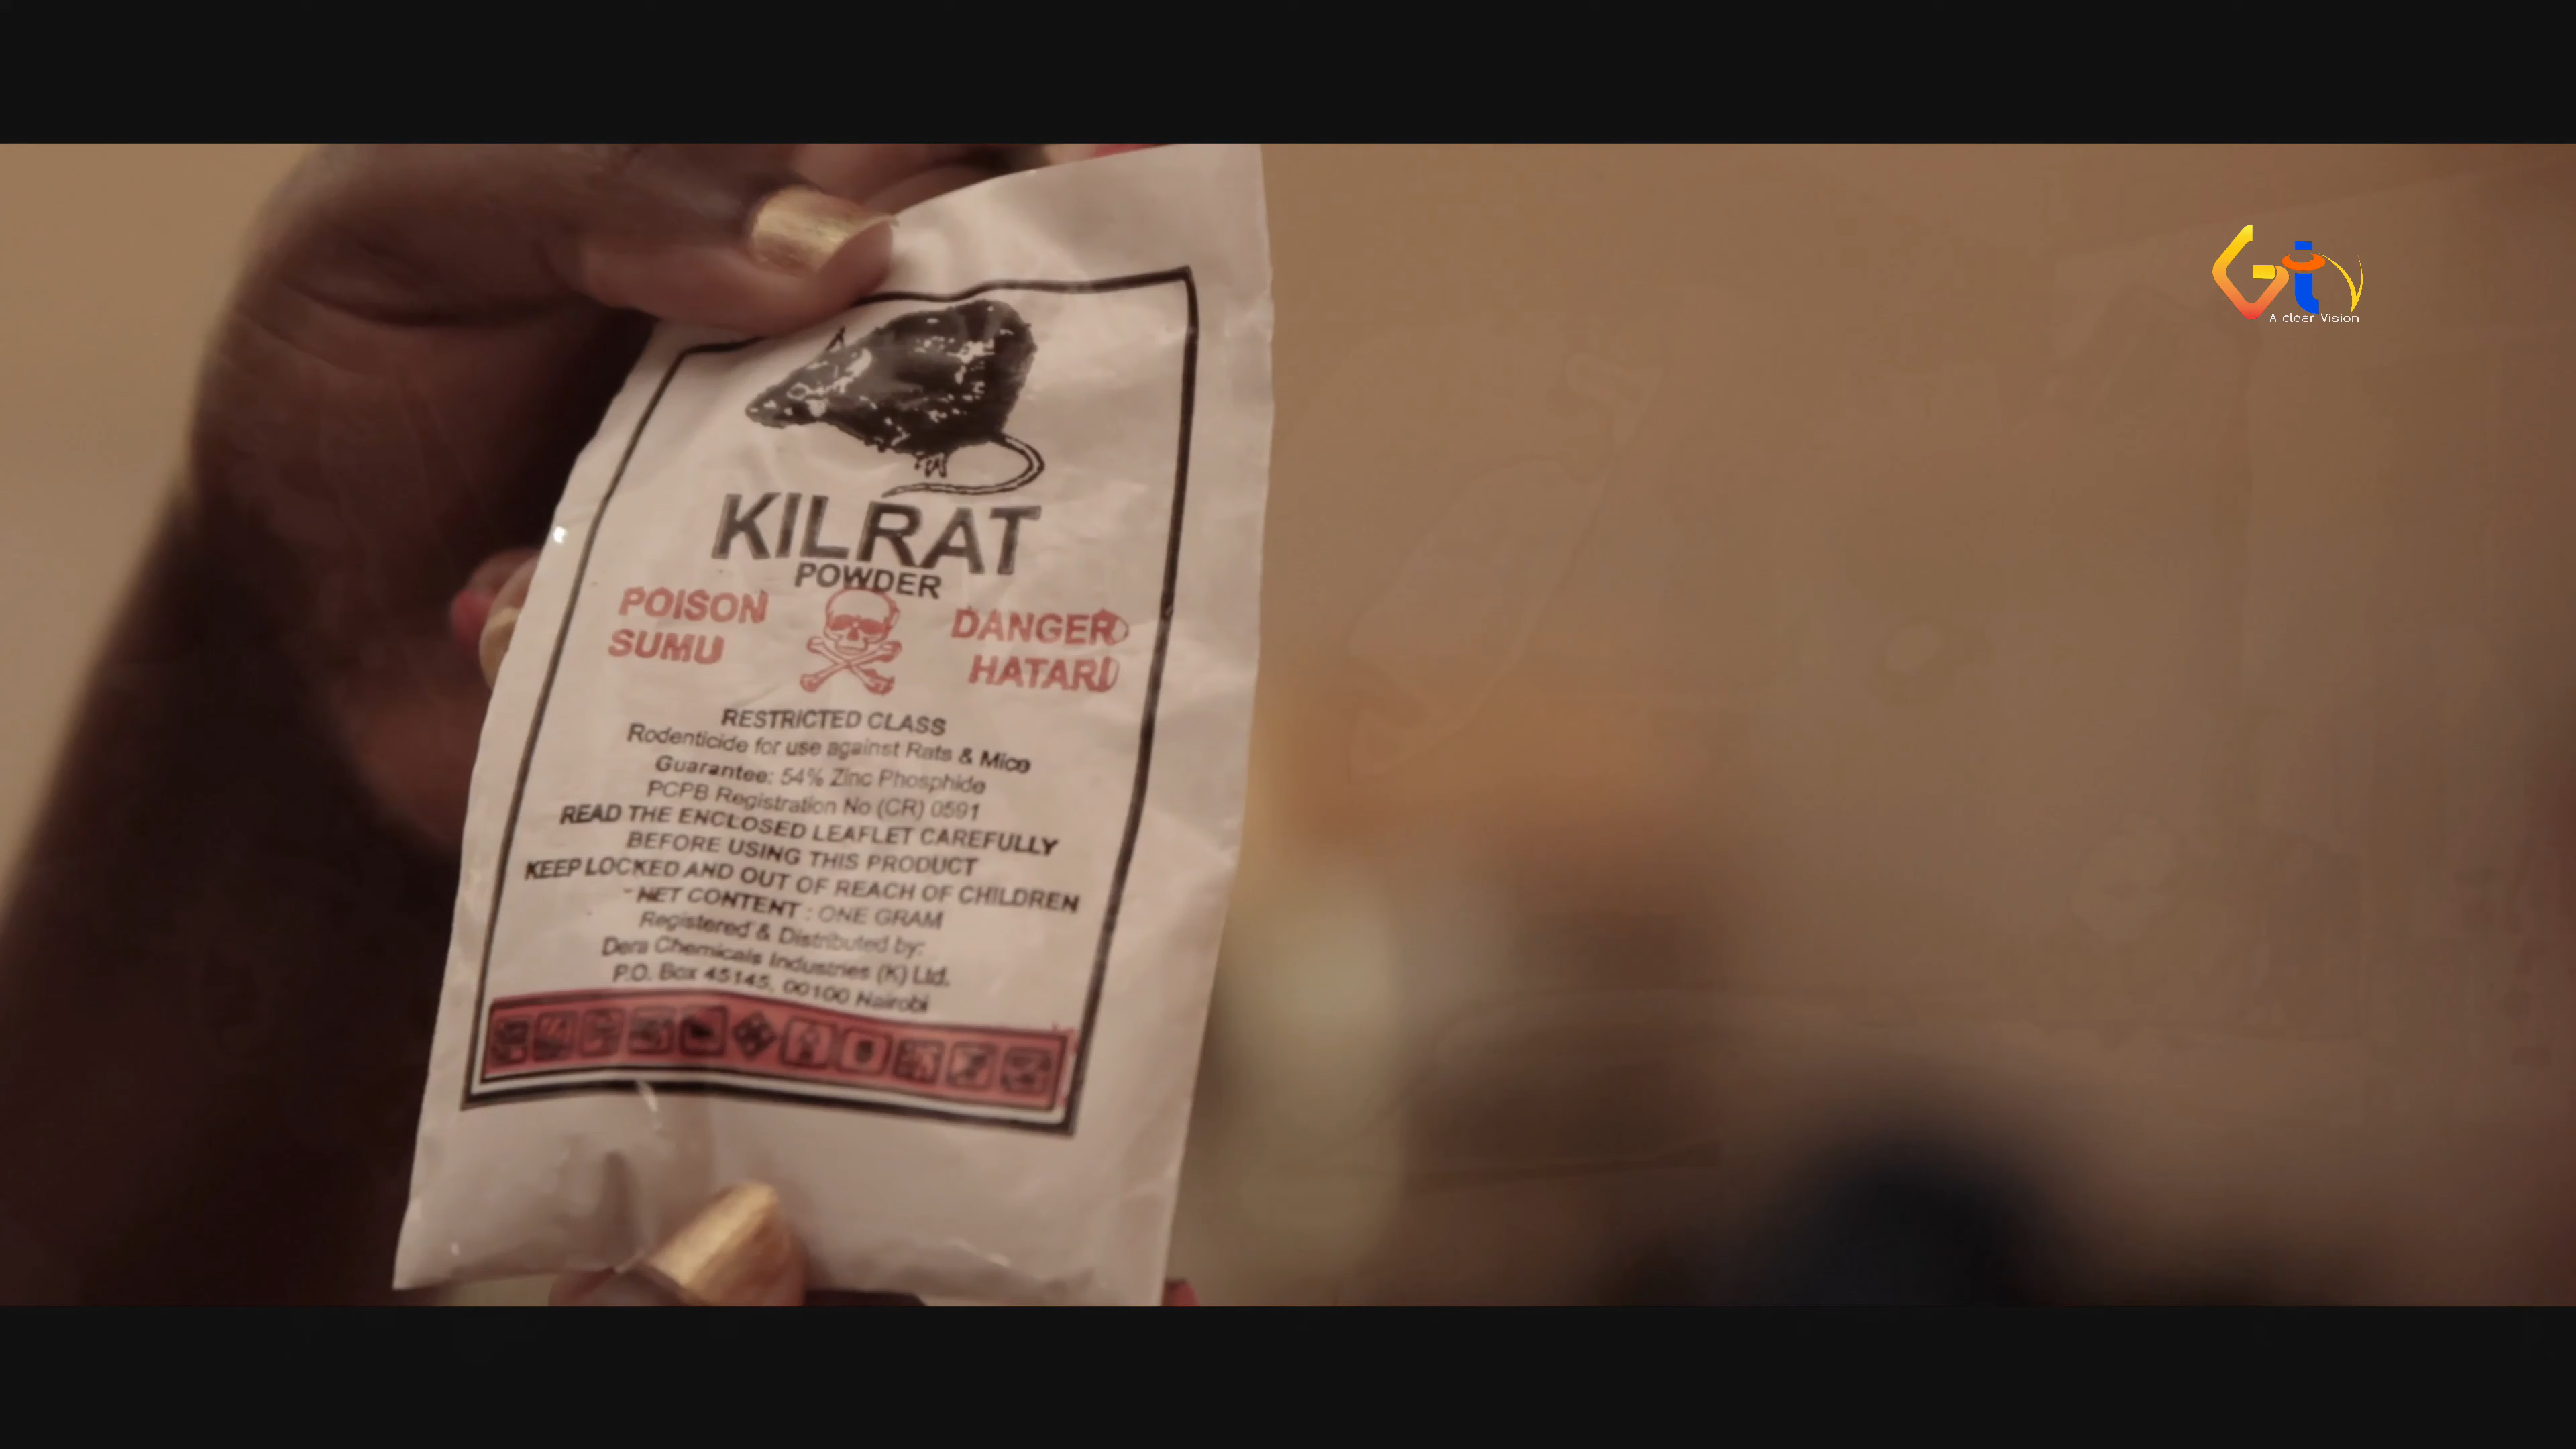 KILRAT
POWDER
POISON DANGER
SUMU HATARI
RESTRICTED CLASS
Rodenticide for use against Rats & Mice
Guarantee: 54% Zinc Phosphide
PCPB Registration No (CR) 0591
READ THE ENCLOSED LEAFLET CAREFULLY
BEFORE USING THIS PRODUCT
KEEP LOCKED AND OUT OF REACH OF CHILDREN
NET CONTENT : ONE GRAM
Registered & Distributed by:
Dera Chemicals Industries (K) Ltd.
P.O. Box 45145, 00100 Nairobi
Gt
A clear Vision